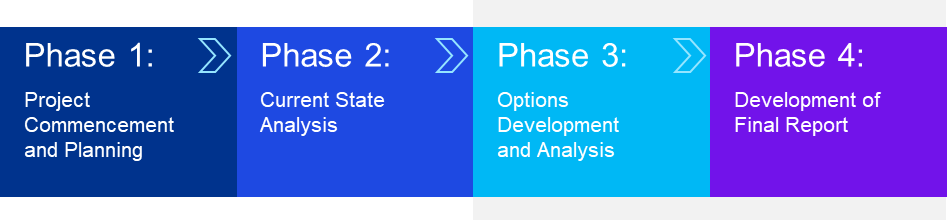 Phase 1:
Project
Commencement
and Planning
Phase 2:
Current State
Analysis
Phase 3:
Options
Development
and Analysis
Phase 4:
Development of
Final Report